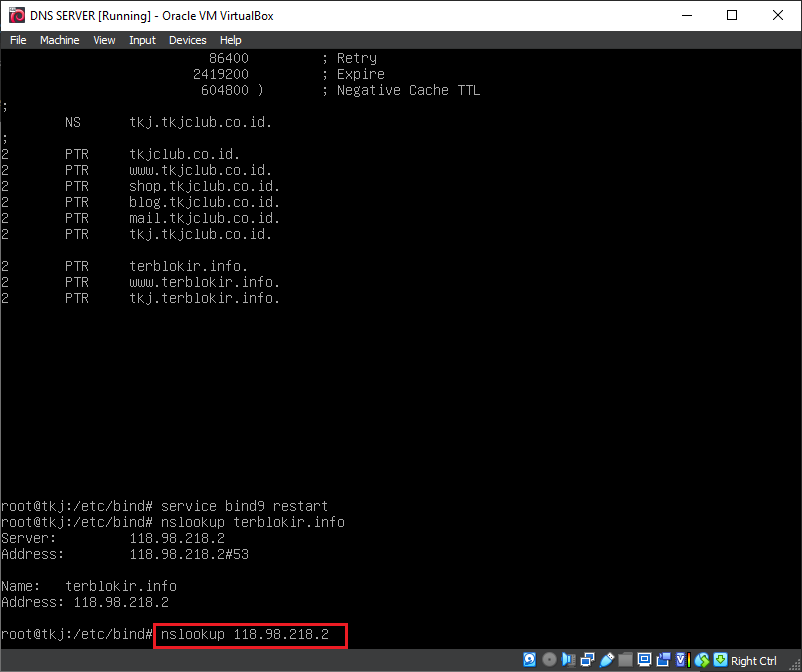 DNS SERVER [Running] - Oracle VM VirtualBox
File Machine View Input Devices Help
86400 ; Retry
2419200 ; Expire
604800 ) ; Negative Cache TTL
;
NS tkj.tkjclub.co.id.
;
2 PTR tkjclub.co.id.
2 PTR www.tkjclub.co.id.
2 PTR shop.tkjclub.co.id.
2 PTR blog.tkjclub.co.id.
2 PTR mail.tkjclub.co.id.
2 PTR tkj.tkjclub.co.id.
2 PTR terblokir.info.
2 PTR www.terblokir.info.
2 PTR tkj.terblokir.info.
root@tkj:/etc/bind# service bind9 restart
root@tkj:/etc/bind# nslookup terblokir.info
Server: 118.98.218.2
Address: 118.98.218.2#53
Name: terblokir.info
Address: 118.98.218.2
root@tkj:/etc/bind# nslookup 118.98.218.2
Right Ctrl